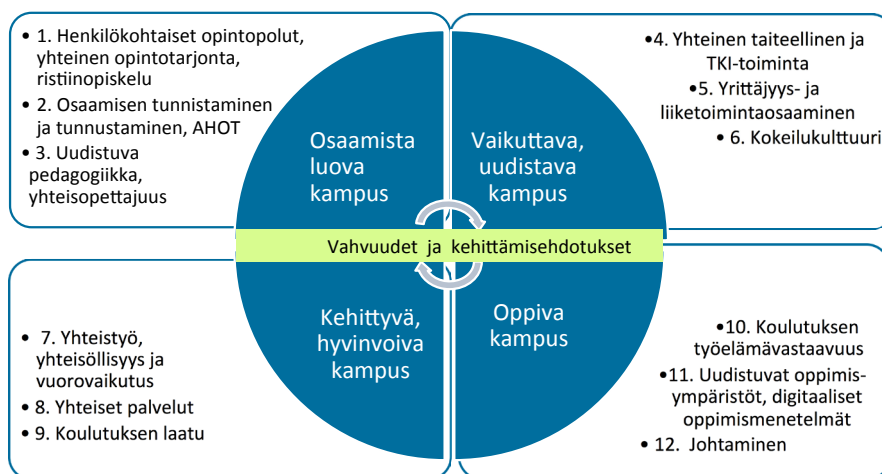 • 1. Henkilökohtaiset opintopolut,
yhteinen opintotarjonta,
ristiinopiskelu
• 2. Osaamisen tunnistaminen
ja tunnustaminen, AHOT
• 3. Uudistuva
pedagogiikka,
yhteisopettajuus
Osaamista
luova
kampus
Vaikuttava,
uudistava
kampus
•4. Yhteinen taiteellinen ja
TKI-toiminta
•5. Yrittäjyys- ja
liiketoimintaosaaminen
• 6. Kokeilukulttuuri
Vahvuudet ja kehittämisehdotukset
• 7. Yhteistyö,
yhteisöllisyys ja
vuorovaikutus
• 8. Yhteiset palvelut
• 9. Koulutuksen laatu
Kehittyvä,
hyvinvoiva
kampus
Oppiva
kampus
•10. Koulutuksen
työelämävastaavuus
•11. Uudistuvat oppimis-
ympäristöt, digitaaliset
oppimismenetelmät
• 12. Johtaminen